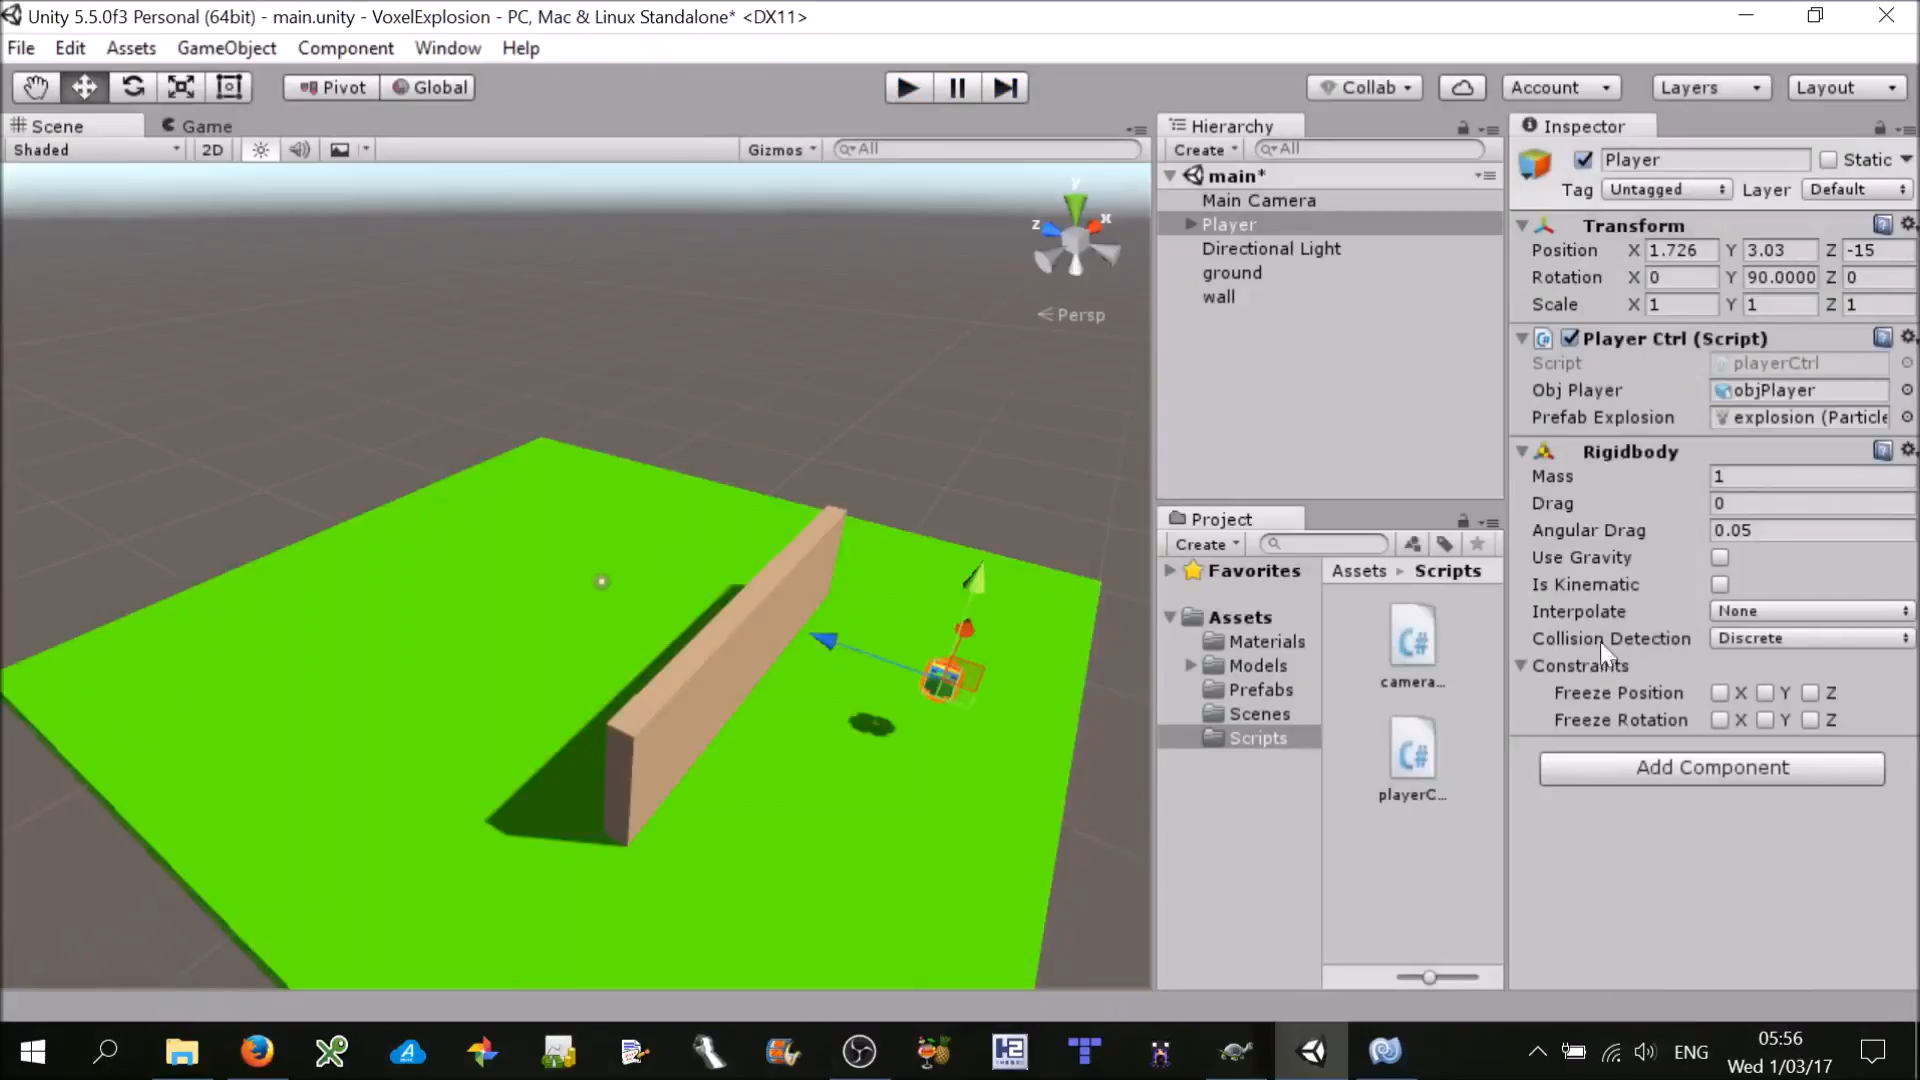 Unity 5.5.0f3 Personal (64bit) - main.unity - VoxelExplosion - PC, Mac & Linux Standalone* <DX11>
File Edit Assets GameObject Component Window Help
Pivot Global Collab Account Layers Layout
Scene Game
Shaded 2D Gizmos All
y
z x
Persp
Hierarchy
Create All
main*
Main Camera
Player
Directional Light
ground
wall
Project
Create
Favorites
Assets
Materials
Models
Prefabs
Scenes
Scripts
Assets Scripts
camera...
playerC...
Inspector
Player Static
Tag Untagged Layer Default
Transform
Position X 1.726 Y 3.03 Z -15
Rotation X 0 Y 90.0000 Z 0
Scale X 1 Y 1 Z 1
Player Ctrl (Script)
Script playerCtrl
Obj Player objPlayer
Prefab Explosion explosion (Particle
Rigidbody
Mass 1
Drag 0
Angular Drag 0.05
Use Gravity
Is Kinematic
Interpolate None
Collision Detection Discrete
Constraints
Freeze Position X Y Z
Freeze Rotation X Y Z
Add Component
ENG
05:56
Wed 1/03/17